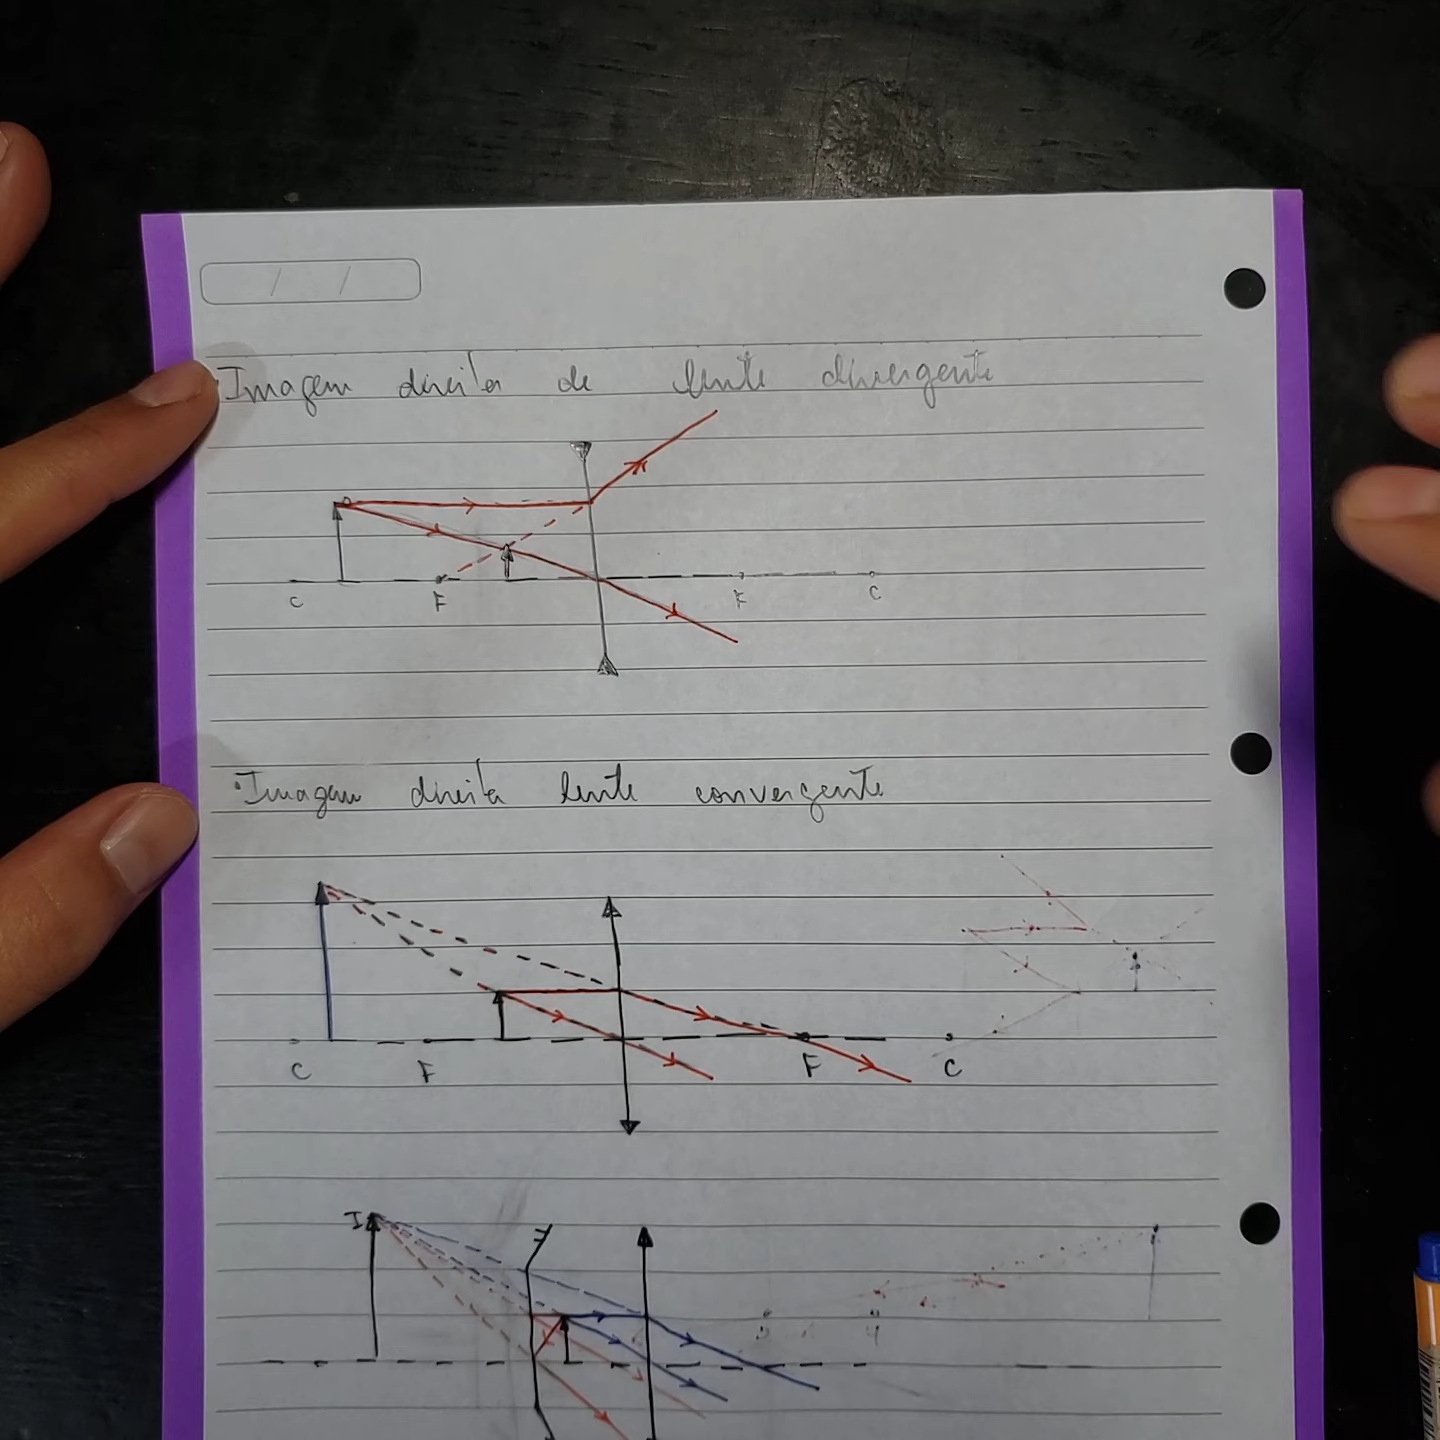 / /
Imagem direita de lente divergente
C F F C
·Imagem direita lente convergente
C F F C
I